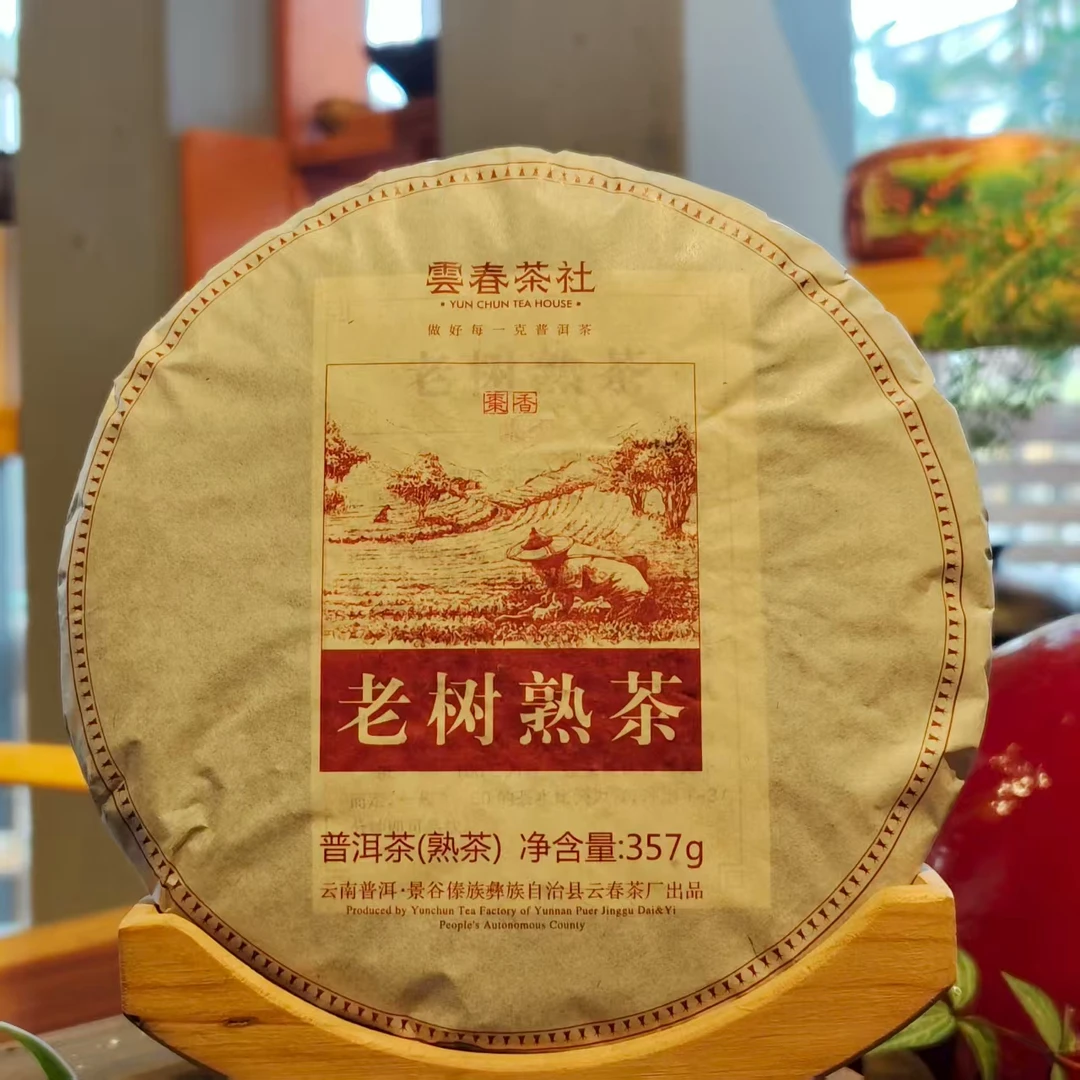 雲春茶社
• YUN CHUN TEA HOUSE •
做好每一克普洱茶
棗香
老树熟茶
普洱茶(熟茶) 净含量:357g
云南普洱·景谷傣族彝族自治县云春茶厂出品
Produced by Yunchun Tea Factory of Yunnan Puer Jinggu Dai&Yi
People's Autonomous County